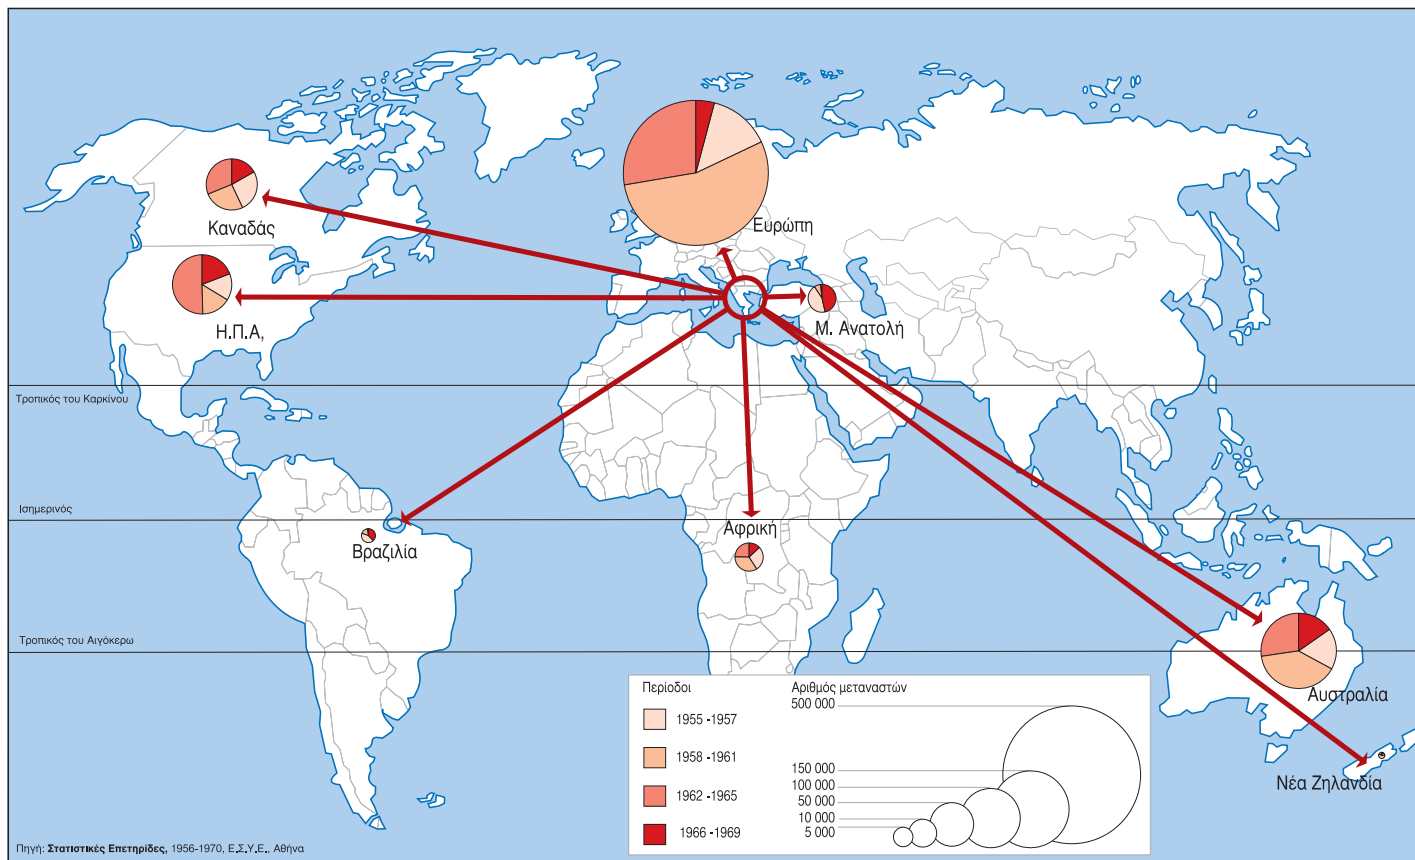 Καναδάς
Ευρώπη
Η.Π.Α,
Μ. Ανατολή
Τροπικός του Καρκίνου
Ισημερινός
Αφρική
Βραζιλία
Τροπικός του Αιγόκερω
Αυστραλία
Νέα Ζηλανδία
Περίοδοι
1955 -1957
1958 -1961
1962 -1965
1966 -1969
Αριθμός μεταναστών
500 000
150 000
100 000
50 000
10 000
5 000
Πηγή: Στατιστικές Επετηρίδες, 1956-1970, Ε.Σ.Υ.Ε., Αθήνα